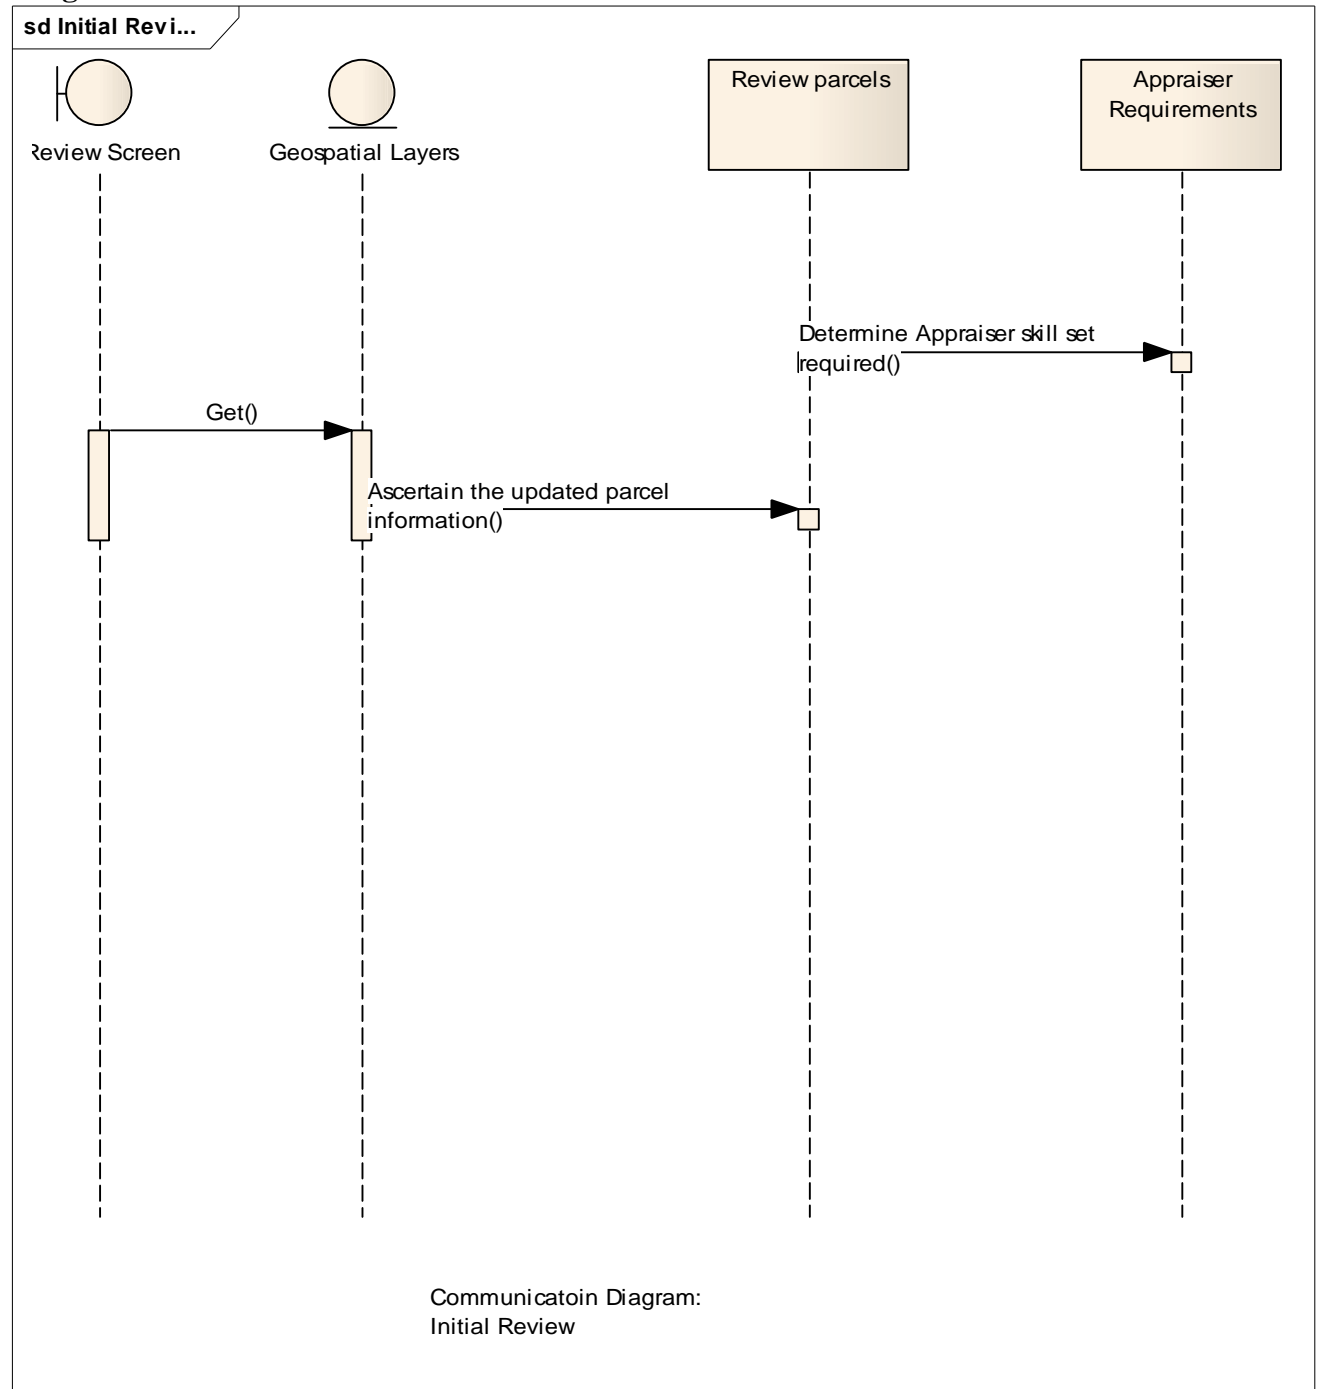 sd Initial Revi...
Review Screen
Geospatial Layers
Review parcels
Appraiser
Requirements
Determine Appraiser skill set
required()
Get()
Ascertain the updated parcel
information()
Communicatoin Diagram:
Initial Review